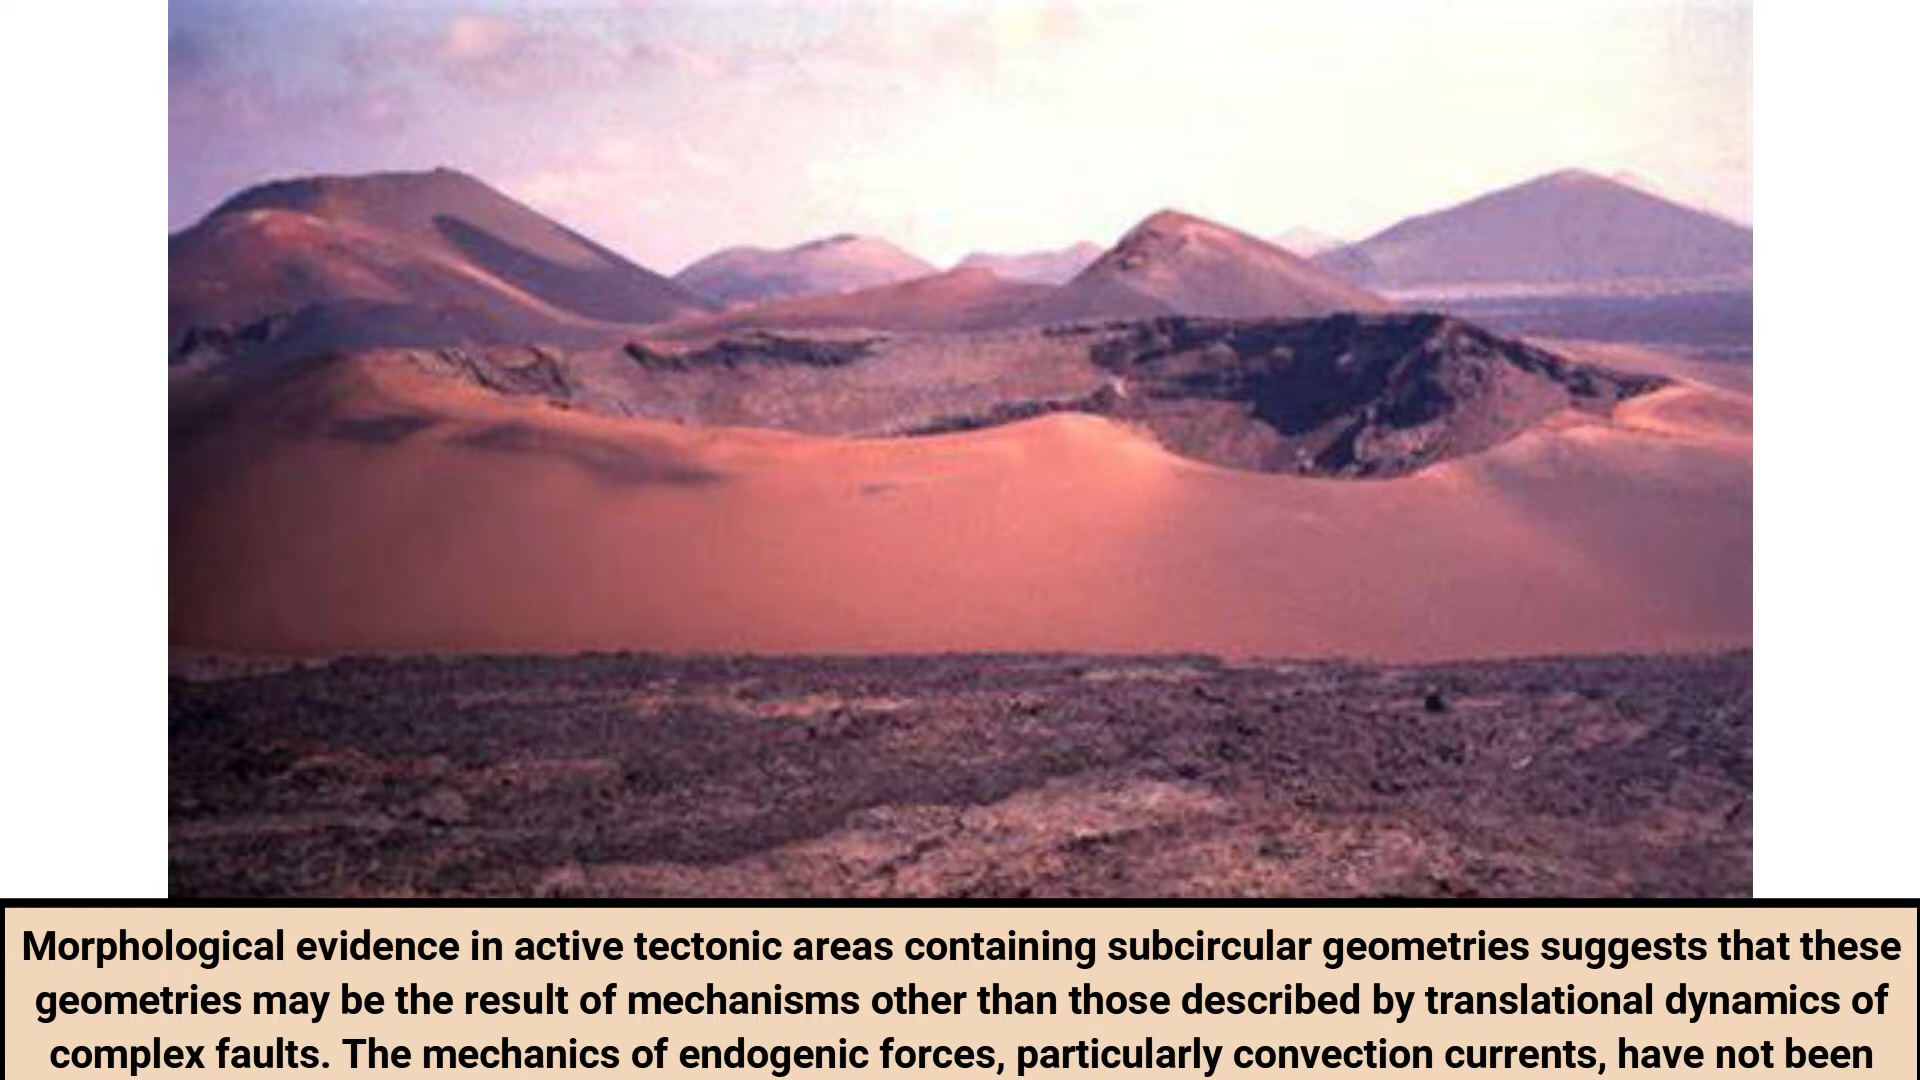 Morphological evidence in active tectonic areas containing subcircular geometries suggests that these
geometries may be the result of mechanisms other than those described by translational dynamics of
complex faults. The mechanics of endogenic forces, particularly convection currents, have not been